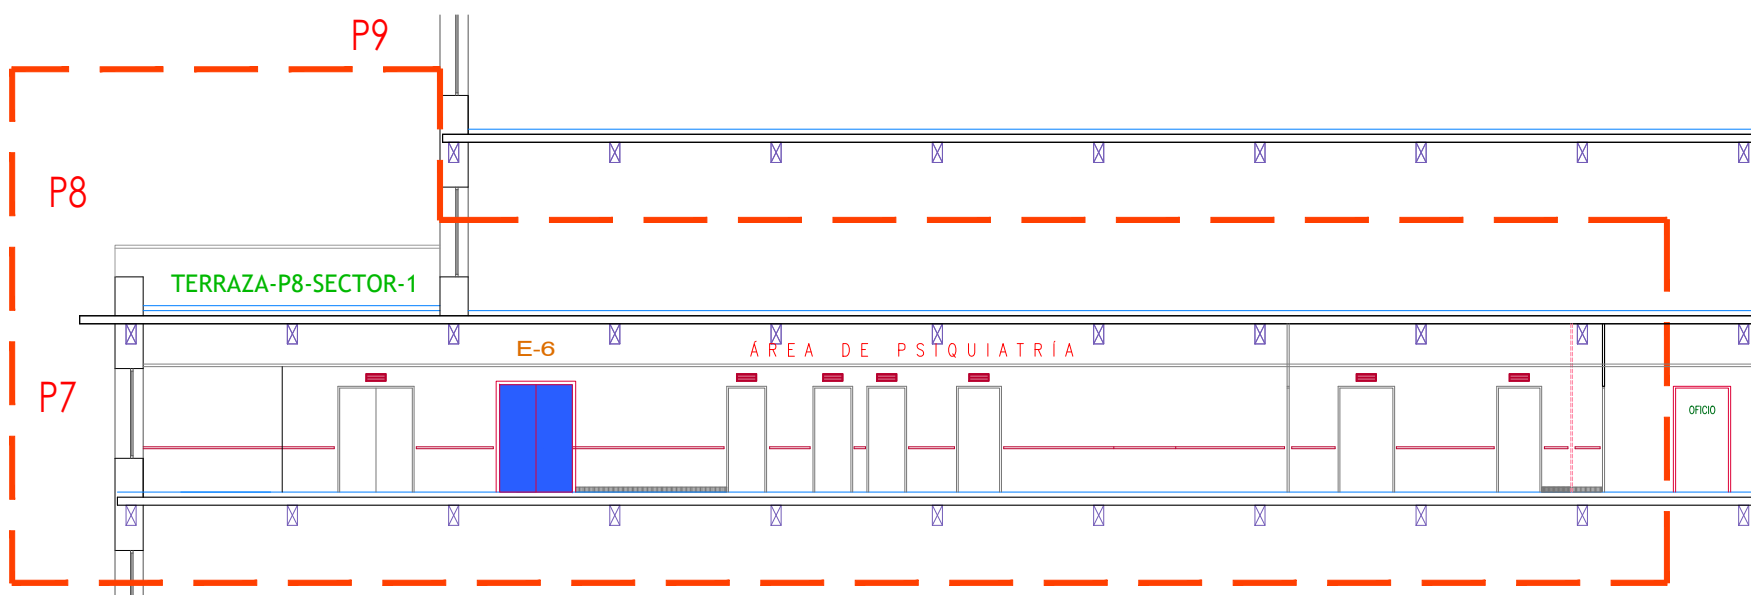 P9
P8
TERRAZA-P8-SECTOR-1
E-6
ÁREA DE PSIQUIATRÍA
P7
OFICIO